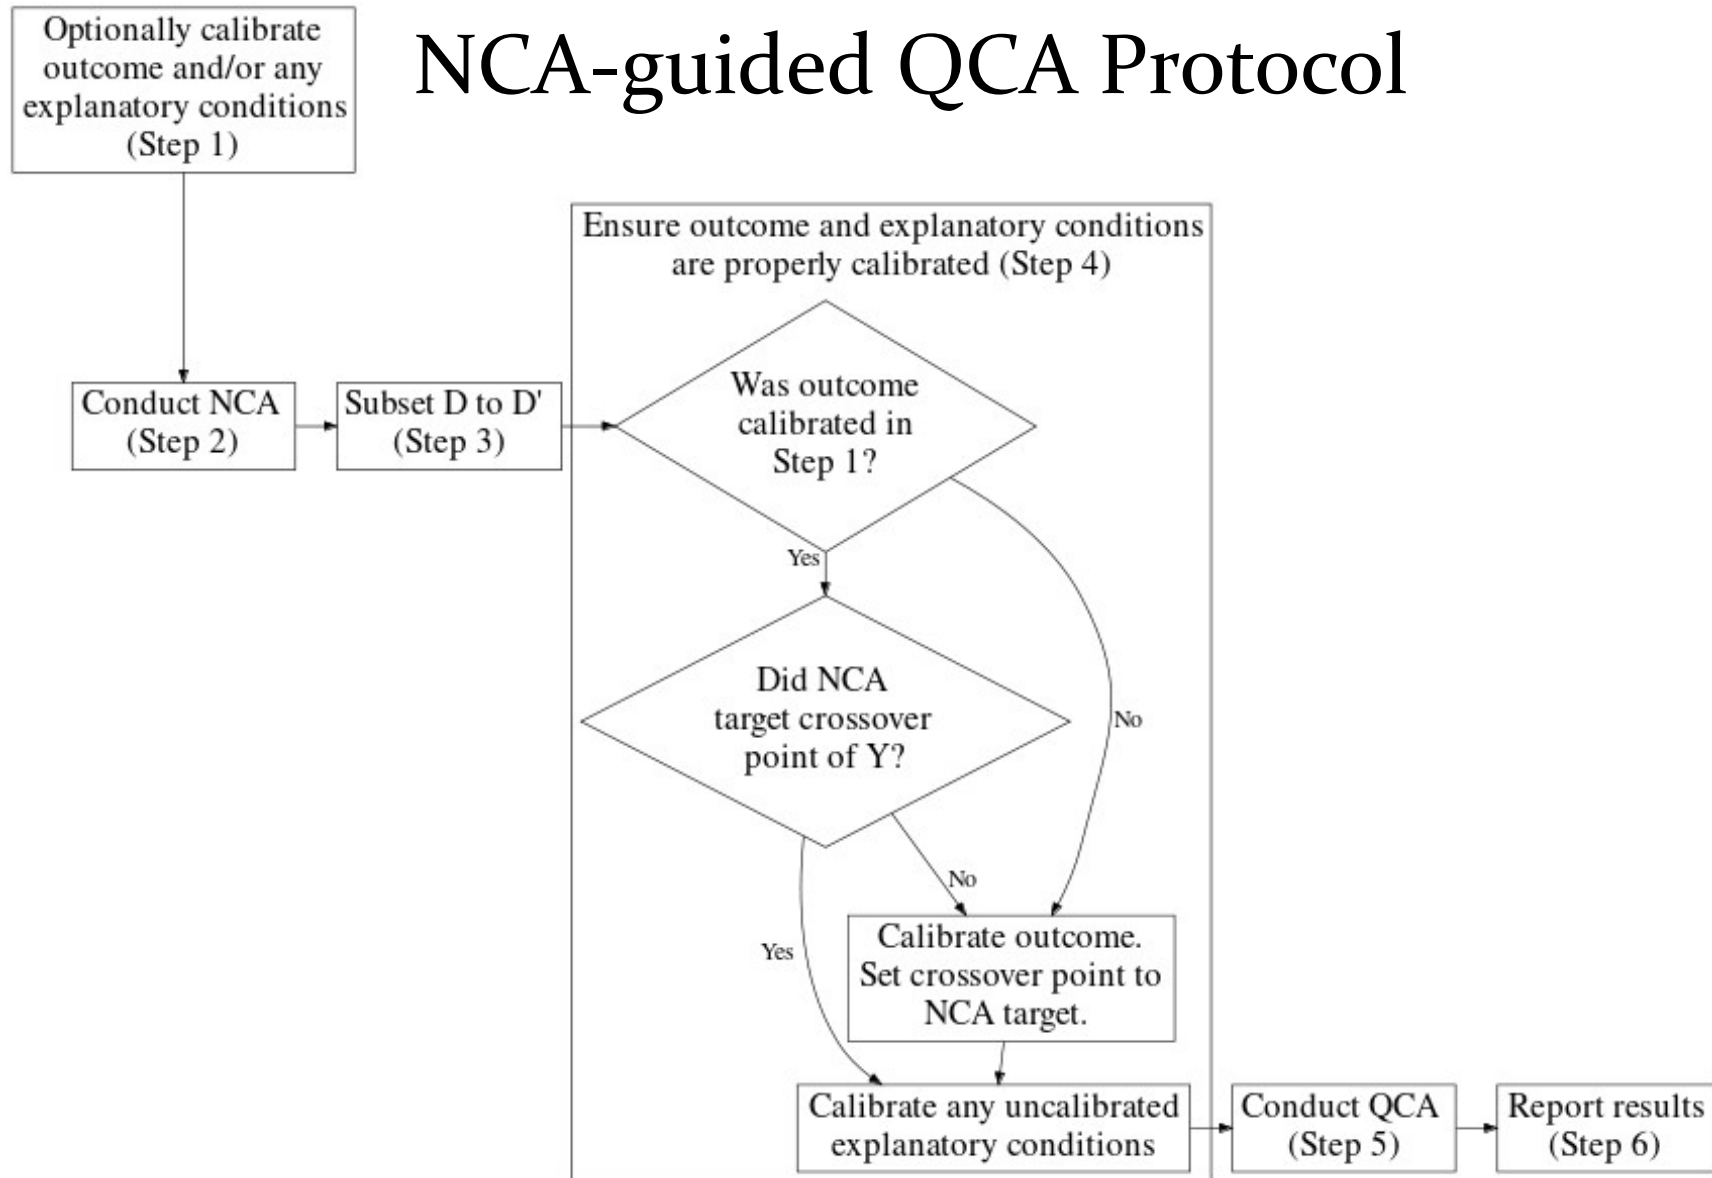 Optionally calibrate
outcome and/or any
explanatory conditions
(Step 1)
NCA-guided QCA Protocol
Ensure outcome and explanatory conditions
are properly calibrated (Step 4)
Conduct NCA
(Step 2)
Subset D to D'
(Step 3)
Was outcome
calibrated in
Step 1?
Yes
No
Did NCA
target crossover
point of Y?
No
Yes
Calibrate outcome.
Set crossover point to
NCA target.
Calibrate any uncalibrated
explanatory conditions
Conduct QCA
(Step 5)
Report results
(Step 6)